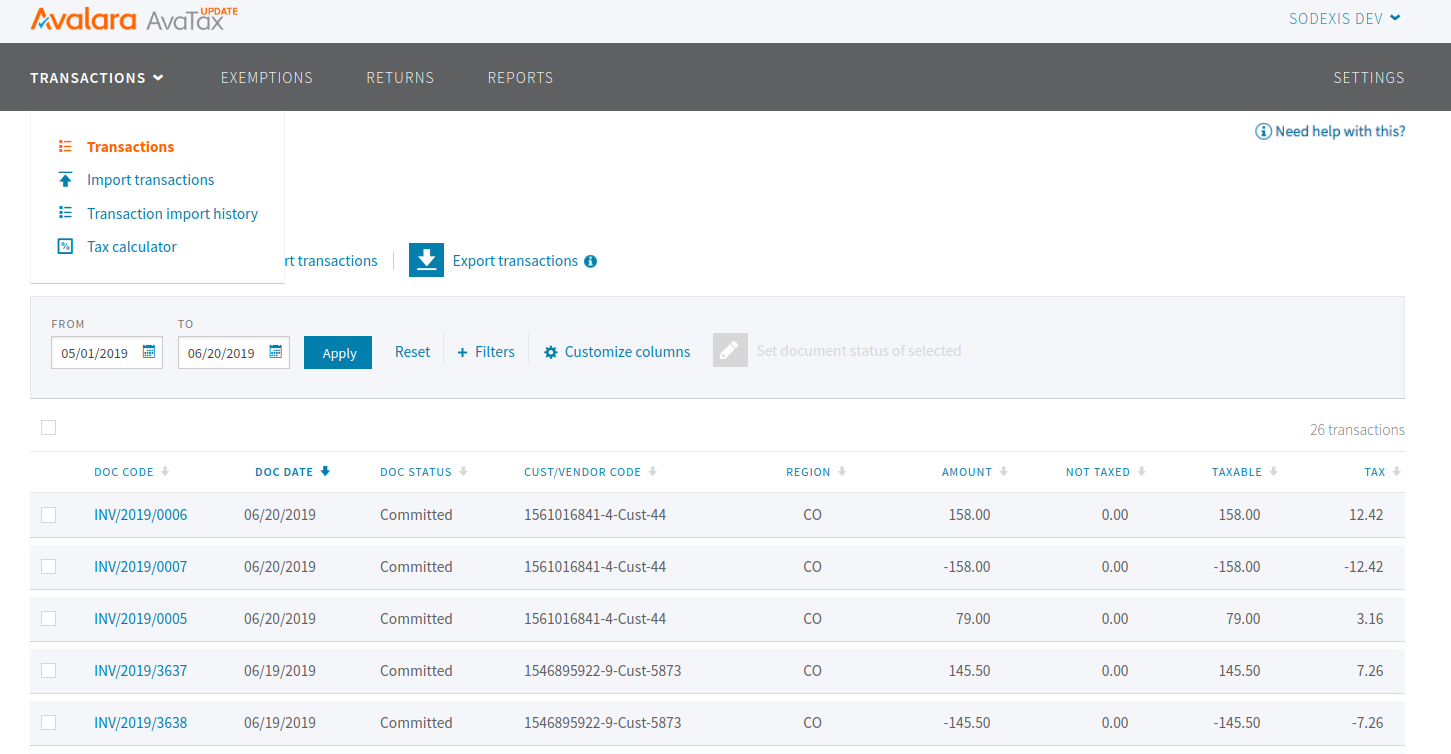 Avalara AvaTax UPDATE
SODEXIS DEV
TRANSACTIONS EXEMPTIONS RETURNS REPORTS SETTINGS
Need help with this?
Transactions
Import transactions
Transaction import history
Tax calculator
rt transactions Export transactions
FROM TO
05/01/2019 06/20/2019 Apply Reset + Filters Customize columns Set document status of selected
26 transactions
DOC CODE DOC DATE DOC STATUS CUST/VENDOR CODE REGION AMOUNT NOT TAXED TAXABLE TAX
INV/2019/0006 06/20/2019 Committed 1561016841-4-Cust-44 CO 158.00 0.00 158.00 12.42
INV/2019/0007 06/20/2019 Committed 1561016841-4-Cust-44 CO -158.00 0.00 -158.00 -12.42
INV/2019/0005 06/20/2019 Committed 1561016841-4-Cust-44 CO 79.00 0.00 79.00 3.16
INV/2019/3637 06/19/2019 Committed 1546895922-9-Cust-5873 CO 145.50 0.00 145.50 7.26
INV/2019/3638 06/19/2019 Committed 1546895922-9-Cust-5873 CO -145.50 0.00 -145.50 -7.26